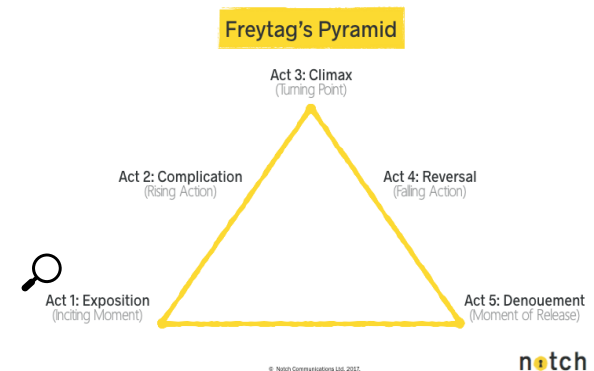 Freytag's Pyramid
Act 3: Climax
(Turning Point)
Act 2: Complication
(Rising Action)
Act 4: Reversal
(Falling Action)
Act 1: Exposition
(Inciting Moment)
Act 5: Denouement
(Moment of Release)
© Notch Communications Ltd. 2017.
notch